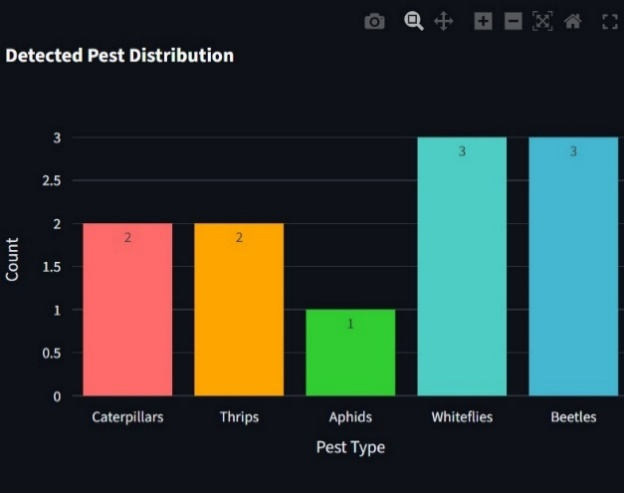 Detected Pest Distribution
3
2.5
2
1.5
1
0.5
0
Count
2
2
1
3
3
Caterpillars
Thrips
Aphids
Whiteflies
Beetles
Pest Type